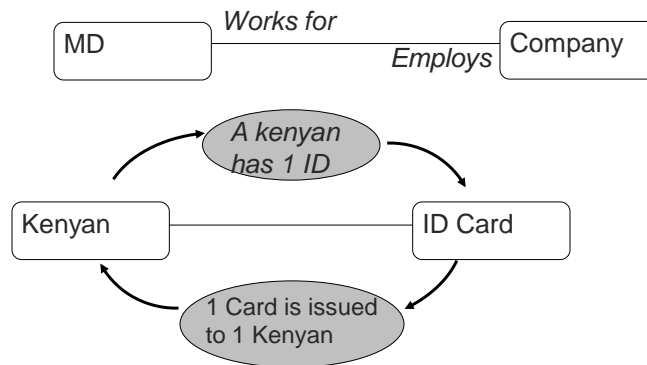 MD
Works for
Employs
Company
A kenyan
has 1 ID
Kenyan
ID Card
1 Card is issued
to 1 Kenyan